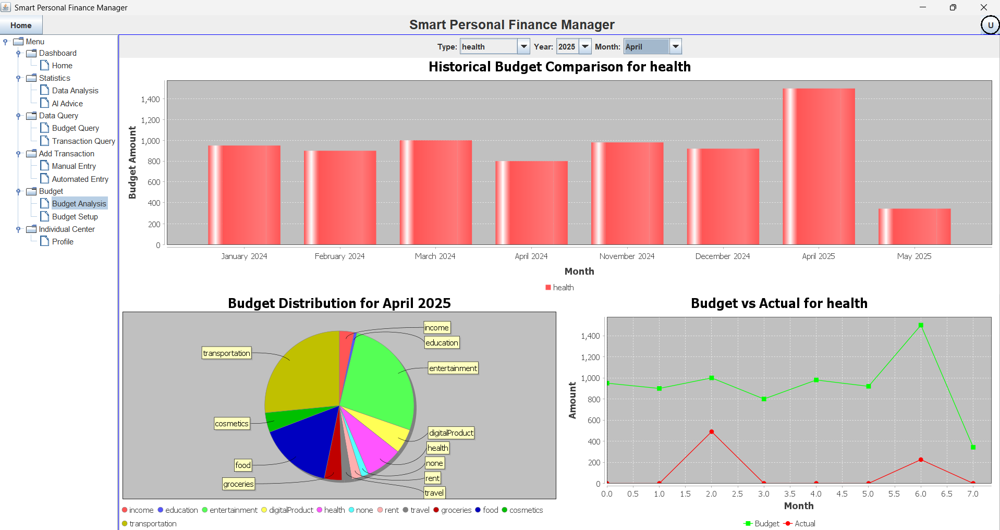 Smart Personal Finance Manager
Home
Smart Personal Finance Manager
U
Menu
Dashboard
Home
Statistics
Data Analysis
AI Advice
Data Query
Budget Query
Transaction Query
Add Transaction
Manual Entry
Automated Entry
Budget
Budget Analysis
Budget Setup
Individual Center
Profile
Type: health Year: 2025 Month: April
Historical Budget Comparison for health
Budget Amount
1,400
1,200
1,000
800
600
400
200
0
January 2024 February 2024 March 2024 April 2024 November 2024 December 2024 April 2025 May 2025
Month
health
Budget Distribution for April 2025
income
education
transportation
entertainment
cosmetics
digitalProduct
health
none
food
rent
groceries
travel
income education entertainment digitalProduct health none rent travel groceries food cosmetics
transportation
Budget vs Actual for health
Amount
1,400
1,200
1,000
800
600
400
200
0
0.0 0.5 1.0 1.5 2.0 2.5 3.0 3.5 4.0 4.5 5.0 5.5 6.0 6.5 7.0
Month
Budget Actual